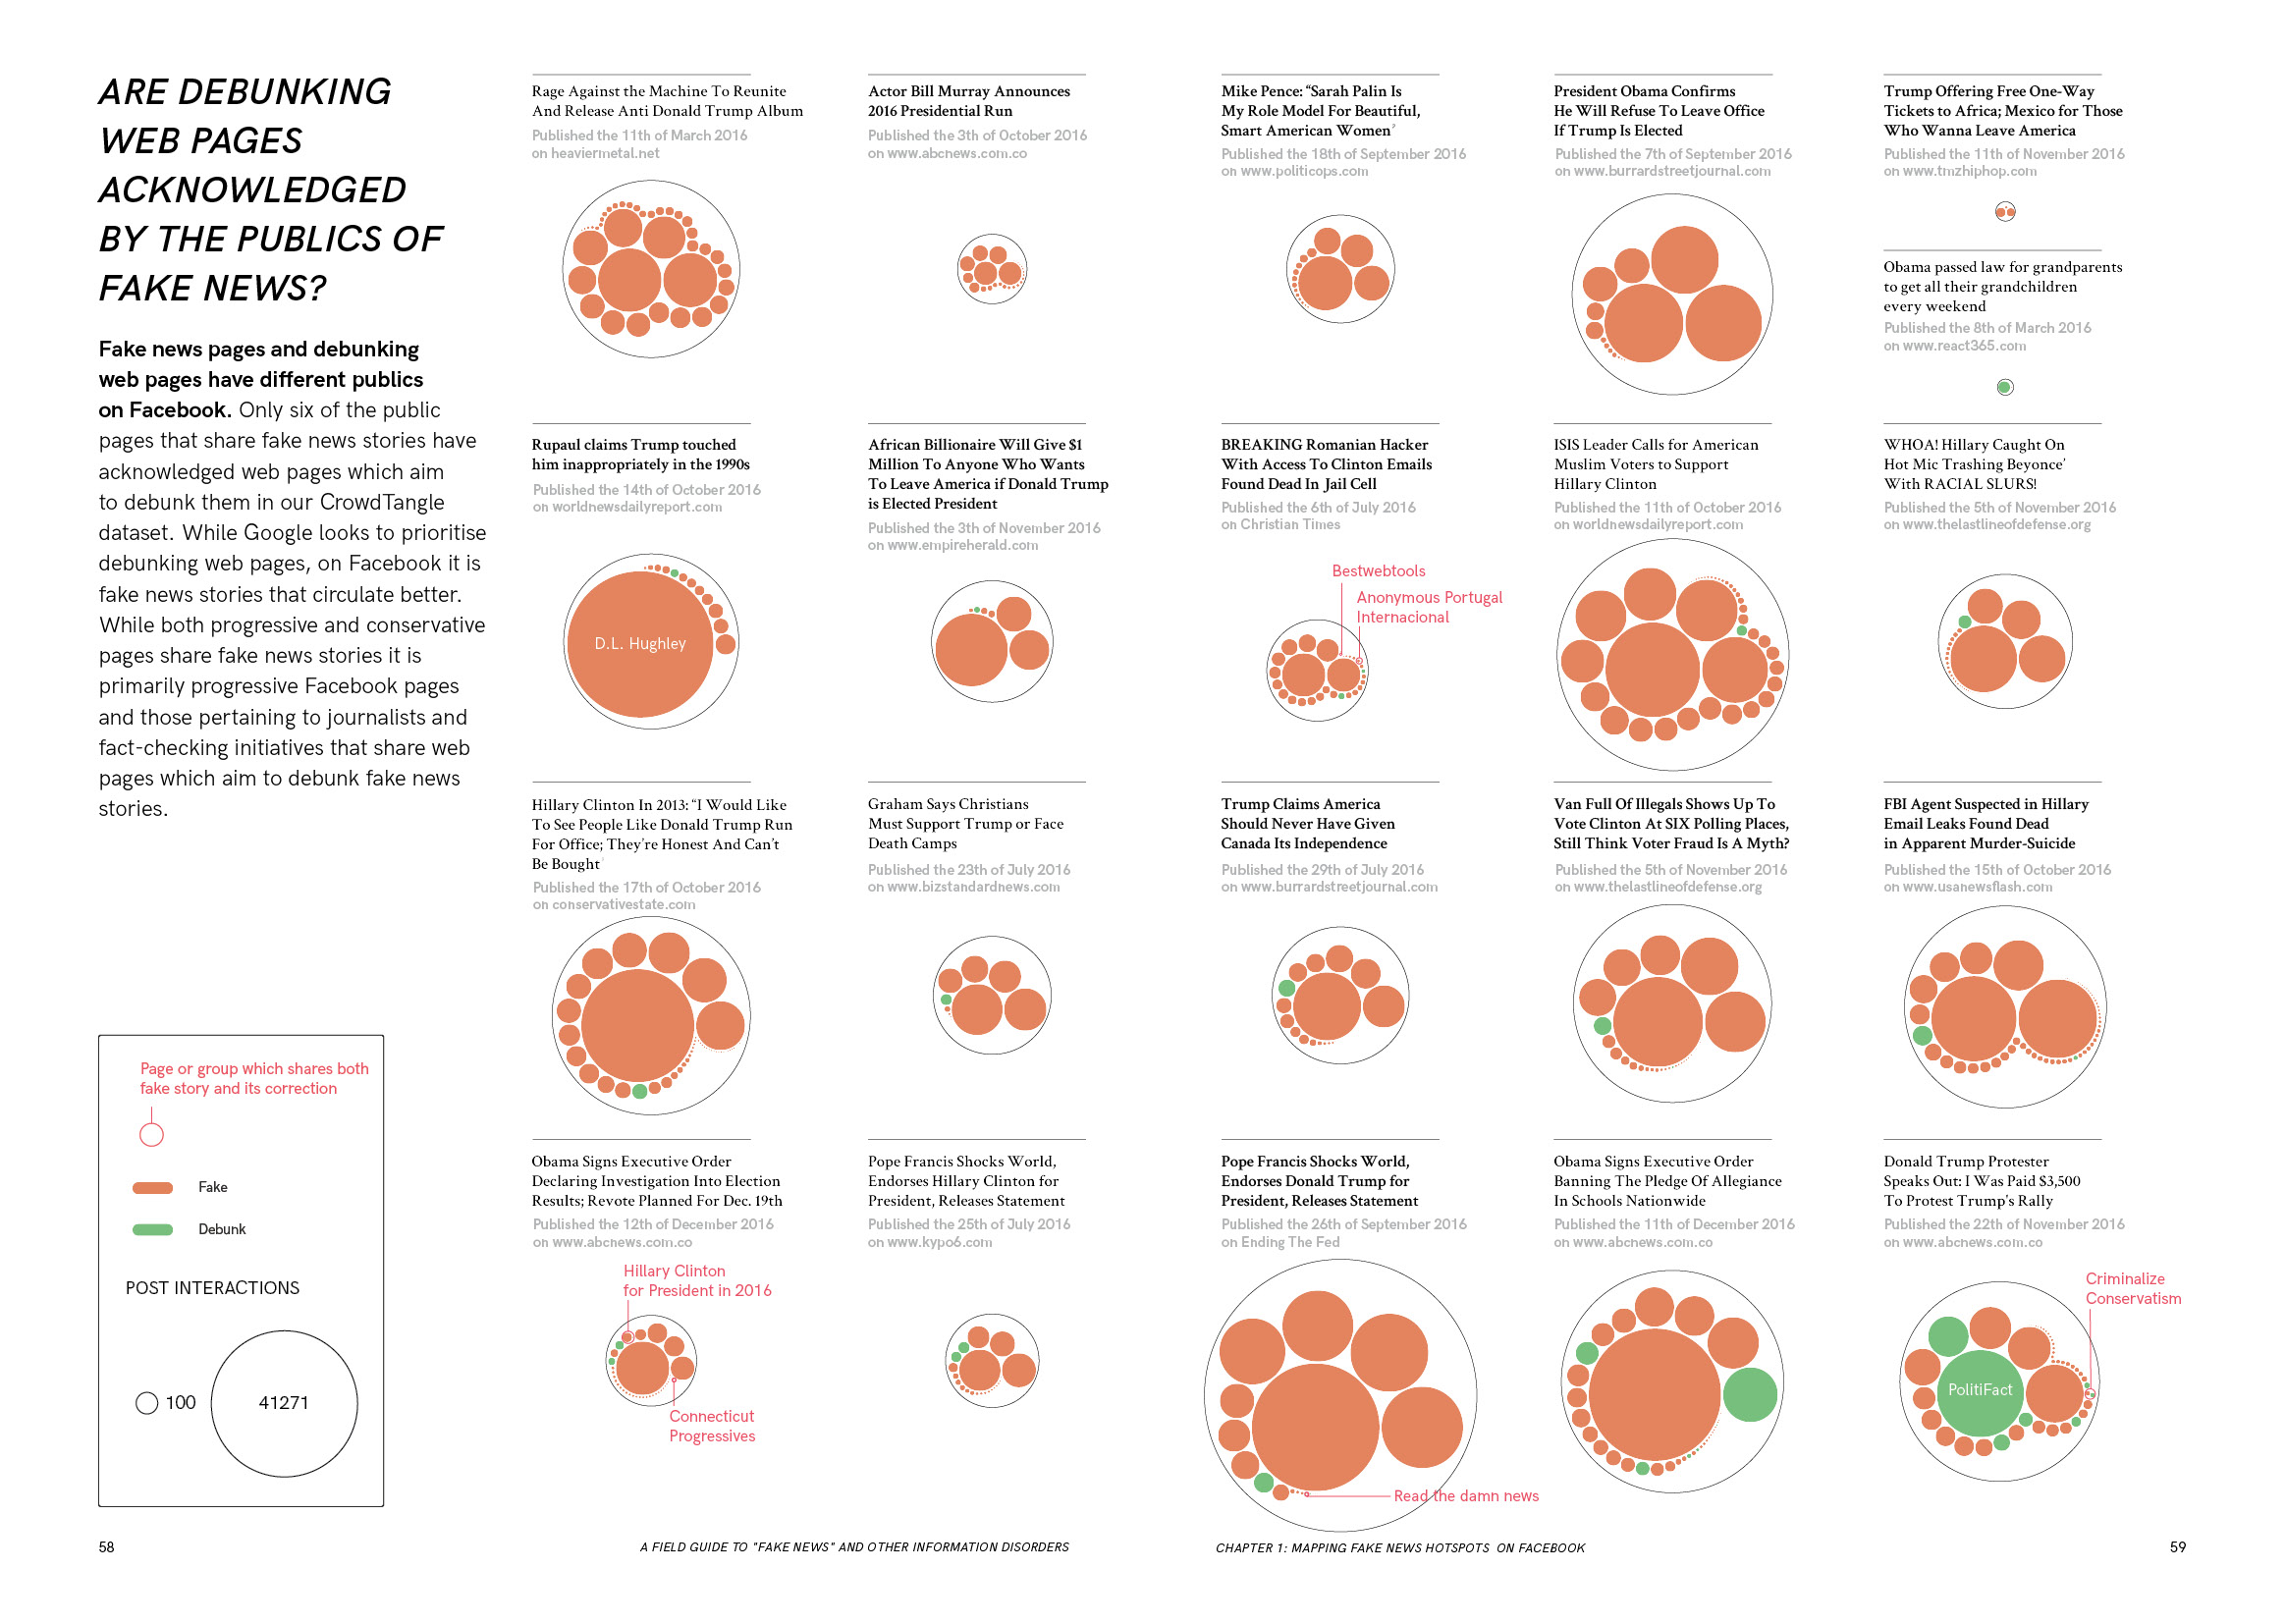 ARE DEBUNKING
WEB PAGES
ACKNOWLEDGED
BY THE PUBLICS OF
FAKE NEWS?
Fake news pages and debunking
web pages have different publics
on Facebook. Only six of the public
pages that share fake news stories have
acknowledged web pages which aim
to debunk them in our CrowdTangle
dataset. While Google looks to prioritise
debunking web pages, on Facebook it is
fake news stories that circulate better.
While both progressive and conservative
pages share fake news stories it is
primarily progressive Facebook pages
and those pertaining to journalists and
fact-checking initiatives that share web
pages which aim to debunk fake news
stories.
Page or group which shares both
fake story and its correction
Fake
Debunk
POST INTERACTIONS
100
41271
Rage Against the Machine To Reunite
And Release Anti Donald Trump Album
Published the 11th of March 2016
on heaviermetal.net
Actor Bill Murray Announces
2016 Presidential Run
Published the 3th of October 2016
on www.abcnews.com.co
Mike Pence: “Sarah Palin Is
My Role Model For Beautiful,
Smart American Women’
Published the 18th of September 2016
on www.politicops.com
President Obama Confirms
He Will Refuse To Leave Office
If Trump Is Elected
Published the 7th of September 2016
on www.burrardstreetjournal.com
Trump Offering Free One-Way
Tickets to Africa; Mexico for Those
Who Wanna Leave America
Published the 11th of November 2016
on www.tmzhiphop.com
Obama passed law for grandparents
to get all their grandchildren
every weekend
Published the 8th of March 2016
on www.react365.com
Rupaul claims Trump touched
him inappropriately in the 1990s
Published the 14th of October 2016
on worldnewsdailyreport.com
D.L. Hughley
African Billionaire Will Give $1
Million To Anyone Who Wants
To Leave America if Donald Trump
is Elected President
Published the 3th of November 2016
on www.empireherald.com
BREAKING Romanian Hacker
With Access To Clinton Emails
Found Dead In Jail Cell
Published the 6th of July 2016
on Christian Times
Bestwebtools
Anonymous Portugal
Internacional
ISIS Leader Calls for American
Muslim Voters to Support
Hillary Clinton
Published the 11th of October 2016
on worldnewsdailyreport.com
WHOA! Hillary Caught On
Hot Mic Trashing Beyonce’
With RACIAL SLURS!
Published the 5th of November 2016
on www.thelastlineofdefense.org
Hillary Clinton In 2013: “I Would Like
To See People Like Donald Trump Run
For Office; They’re Honest And Can’t
Be Bought’
Published the 17th of October 2016
on conservativestate.com
Graham Says Christians
Must Support Trump or Face
Death Camps
Published the 23th of July 2016
on www.bizstandardnews.com
Trump Claims America
Should Never Have Given
Canada Its Independence
Published the 29th of July 2016
on www.burrardstreetjournal.com
Van Full Of Illegals Shows Up To
Vote Clinton At SIX Polling Places,
Still Think Voter Fraud Is A Myth?
Published the 5th of November 2016
on www.thelastlineofdefense.org
FBI Agent Suspected in Hillary
Email Leaks Found Dead
in Apparent Murder-Suicide
Published the 15th of October 2016
on www.usanewsflash.com
Obama Signs Executive Order
Declaring Investigation Into Election
Results; Revote Planned For Dec. 19th
Published the 12th of December 2016
on www.abcnews.com.co
Hillary Clinton
for President in 2016
Connecticut
Progressives
Pope Francis Shocks World,
Endorses Hillary Clinton for
President, Releases Statement
Published the 25th of July 2016
on www.kypo6.com
Pope Francis Shocks World,
Endorses Donald Trump for
President, Releases Statement
Published the 26th of September 2016
on Ending The Fed
Read the damn news
Obama Signs Executive Order
Banning The Pledge Of Allegiance
In Schools Nationwide
Published the 11th of December 2016
on www.abcnews.com.co
Donald Trump Protester
Speaks Out: I Was Paid $3,500
To Protest Trump’s Rally
Published the 22th of November 2016
on www.abcnews.com.co
Criminalize
Conservatism
PolitiFact
58
A FIELD GUIDE TO "FAKE NEWS" AND OTHER INFORMATION DISORDERS
CHAPTER 1: MAPPING FAKE NEWS HOTSPOTS ON FACEBOOK
59